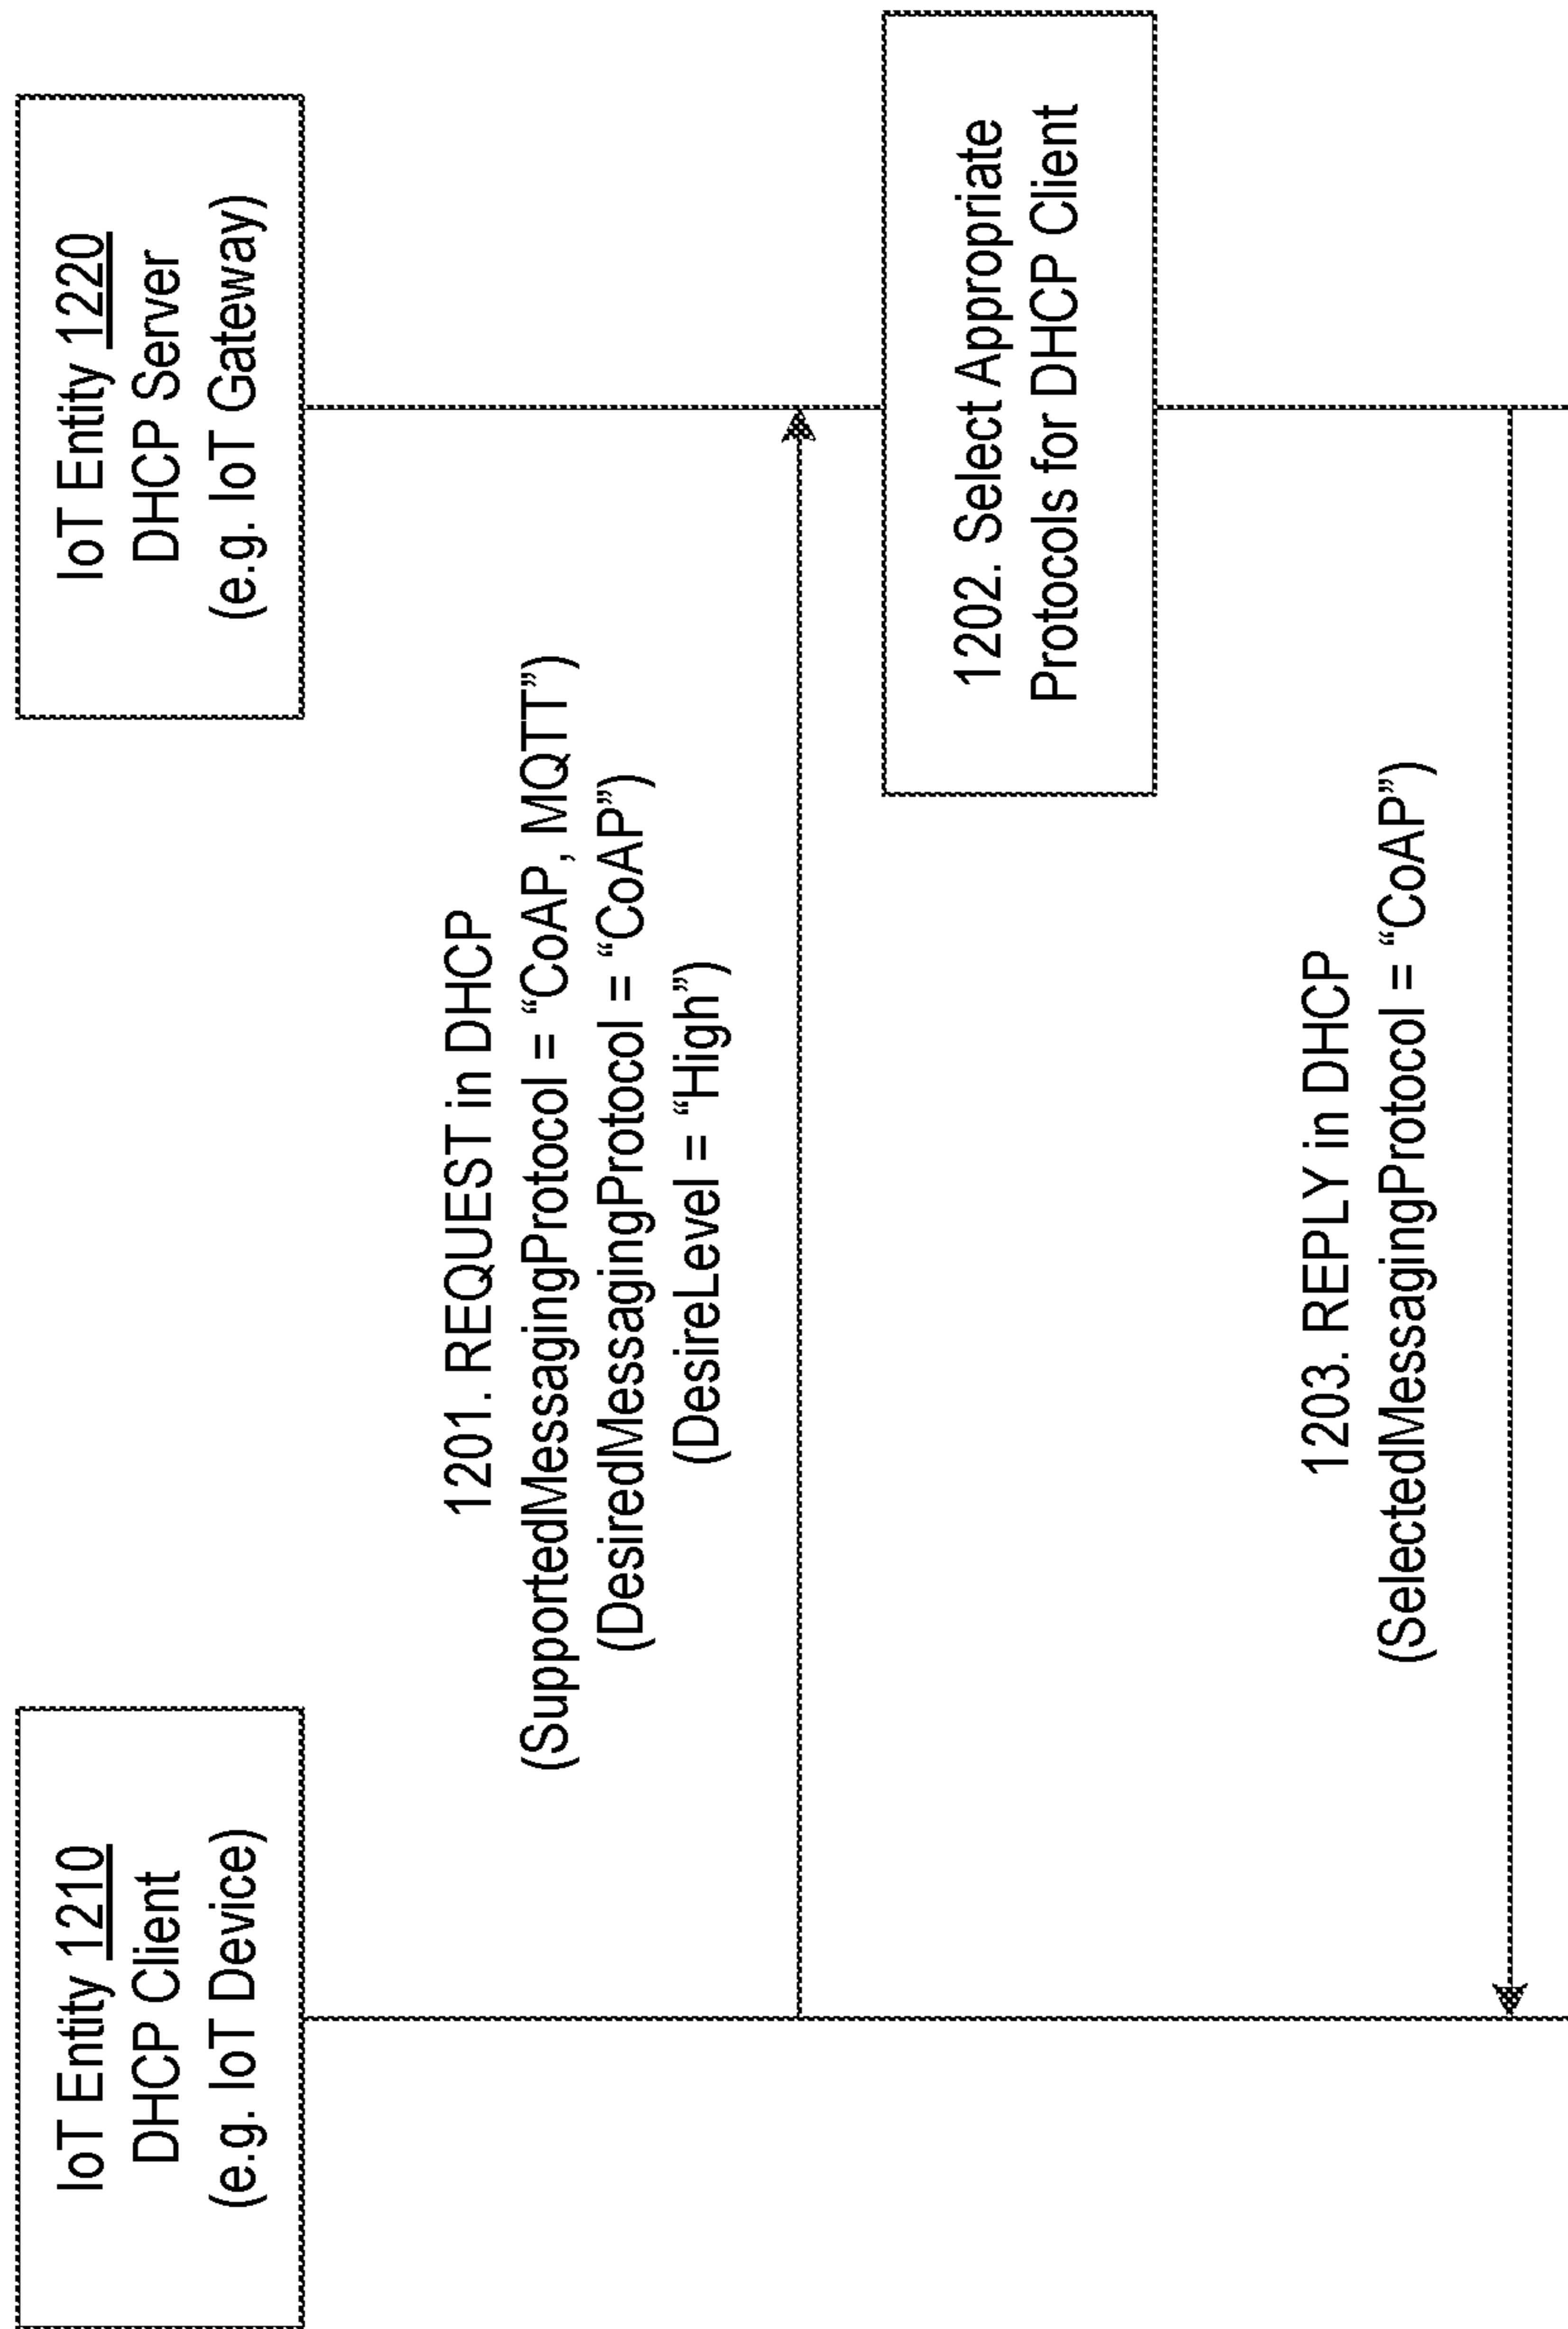 IoT Entity 1210
DHCP Client
(e.g. IoT Device)
IoT Entity 1220
DHCP Server
(e.g. IoT Gateway)
1201. REQUEST in DHCP
(SupportedMessagingProtocol = “CoAP, MQTT”)
(DesiredMessagingProtocol = “CoAP”)
(DesireLevel = “High”)
1202. Select Appropriate
Protocols for DHCP Client
1203. REPLY in DHCP
(SelectedMessagingProtocol = “CoAP”)